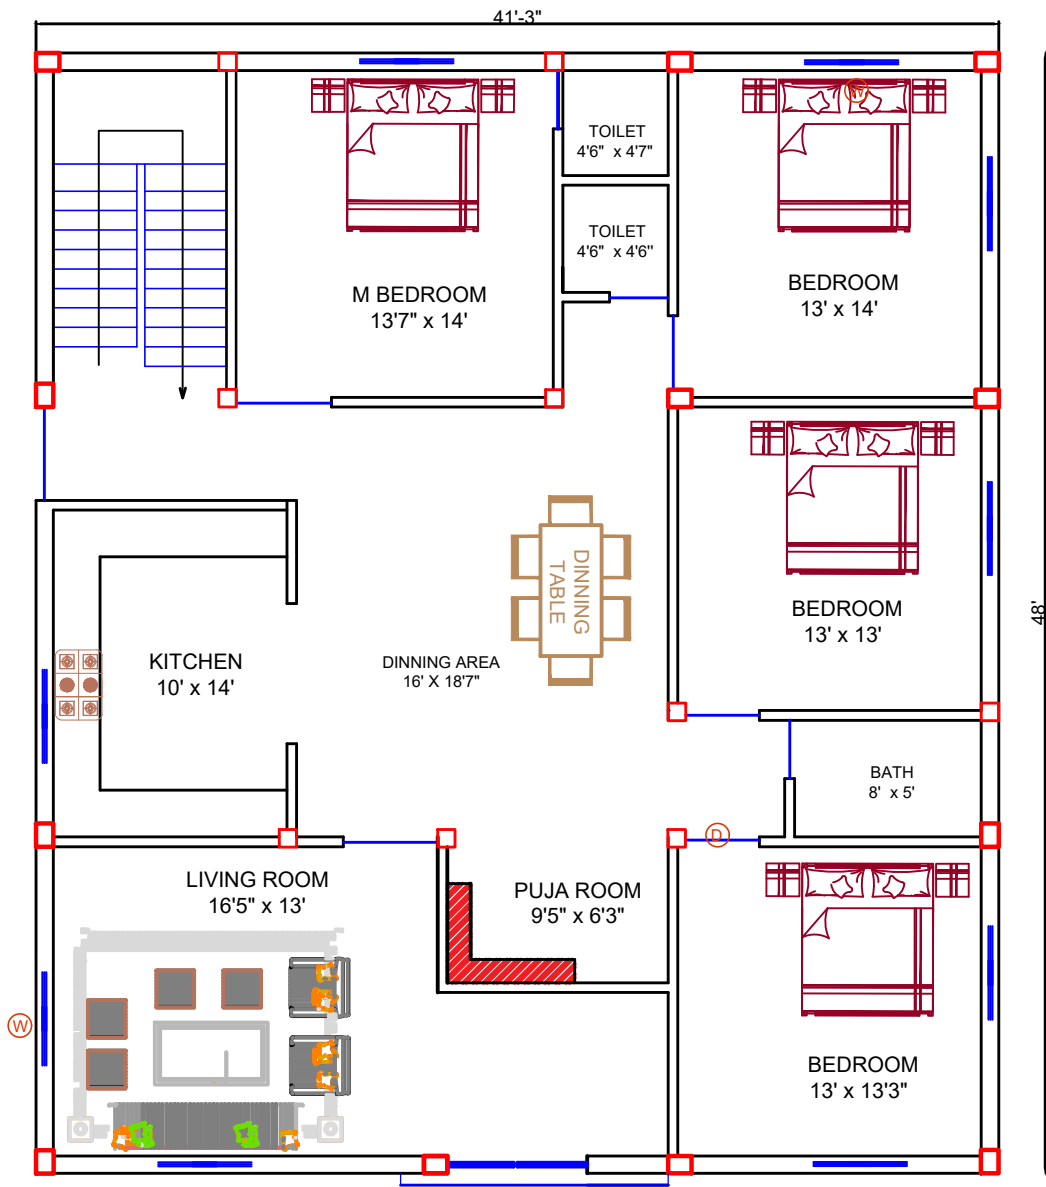 41'-3"
TOILET
4'6" x 4'7"
W
TOILET
4'6" x 4'6"
M BEDROOM
13'7" x 14'
BEDROOM
13' x 14'
DINNING
TABLE
BEDROOM
13' x 13'
48'
KITCHEN
10' x 14'
DINNING AREA
16' X 18'7"
BATH
8' x 5'
D
LIVING ROOM
16'5" x 13'
PUJA ROOM
9'5" x 6'3"
W
BEDROOM
13' x 13'3"